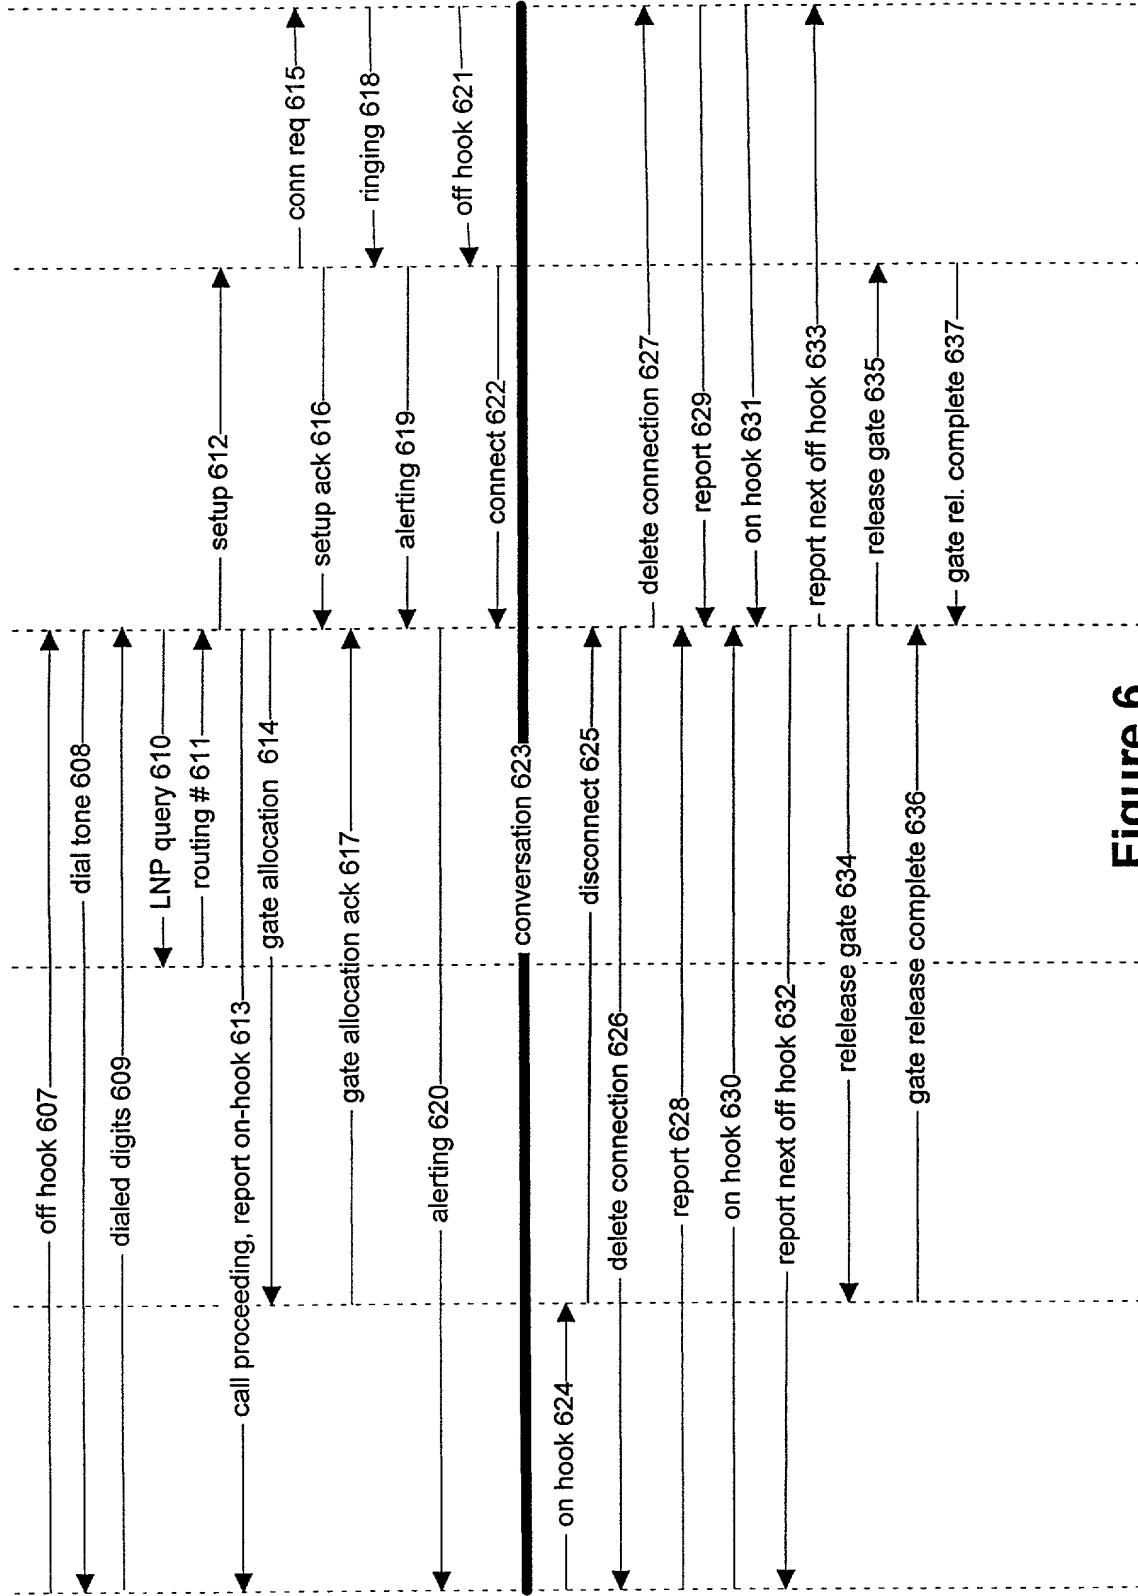 off hook 607
dial tone 608
dialed digits 609
LNP query 610
routing # 611
setup 612
call proceeding, report on-hook 613
gate allocation 614
conn req 615
setup ack 616
gate allocation ack 617
ringing 618
alerting 619
alerting 620
off hook 621
connect 622
conversation 623
on hook 624
disconnect 625
delete connection 626
delete connection 627
report 628
report 629
on hook 630
on hook 631
report next off hook 632
report next off hook 633
relelease gate 634
release gate 635
gate release complete 636
gate rel. complete 637
Figure 6